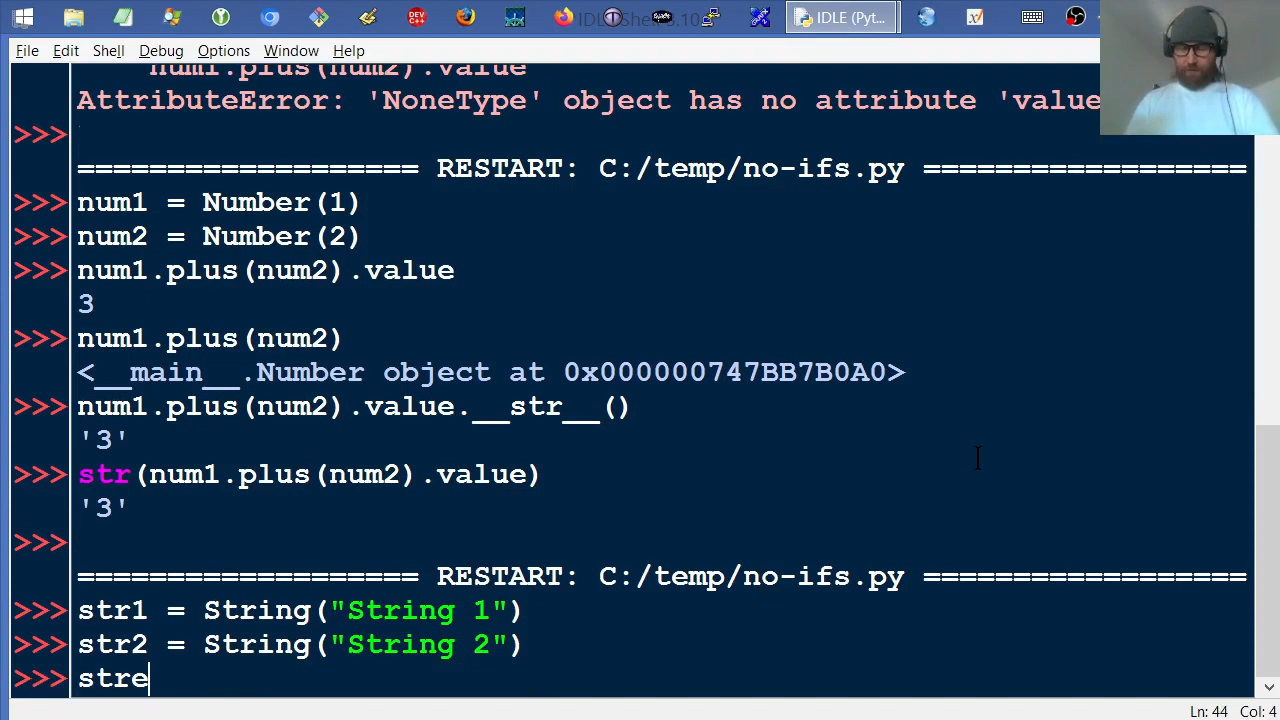 IDLE (Pyt...
File Edit Shell Debug Options Window Help
num1.plus(num2).value
AttributeError: 'NoneType' object has no attribute 'value
>>>
=================== RESTART: C:/temp/no-ifs.py ==================
>>> num1 = Number(1)
>>> num2 = Number(2)
>>> num1.plus(num2).value
3
>>> num1.plus(num2)
<__main__.Number object at 0x000000747BB7B0A0>
>>> num1.plus(num2).value.__str__()
'3'
>>> str(num1.plus(num2).value)
'3'
>>>
=================== RESTART: C:/temp/no-ifs.py ==================
>>> str1 = String("String 1")
>>> str2 = String("String 2")
>>> stre
Ln: 44 Col: 4